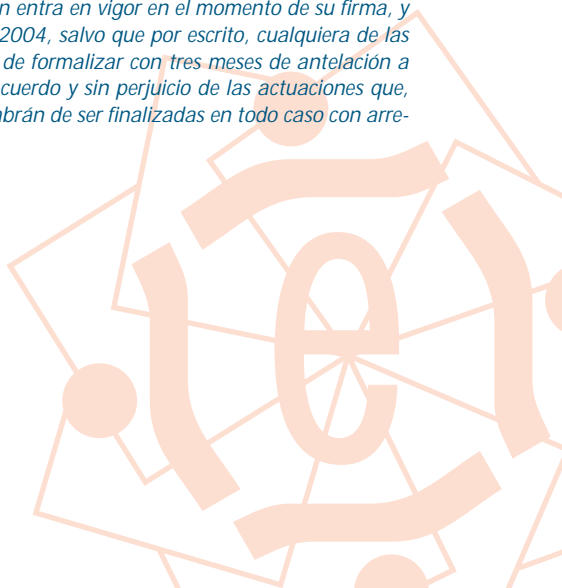 n entra en vigor en el momento de su firma, y
2004, salvo que por escrito, cualquiera de las
de formalizar con tres meses de antelación a
cuerdo y sin perjuicio de las actuaciones que,
brán de ser finalizadas en todo caso con arre-
e